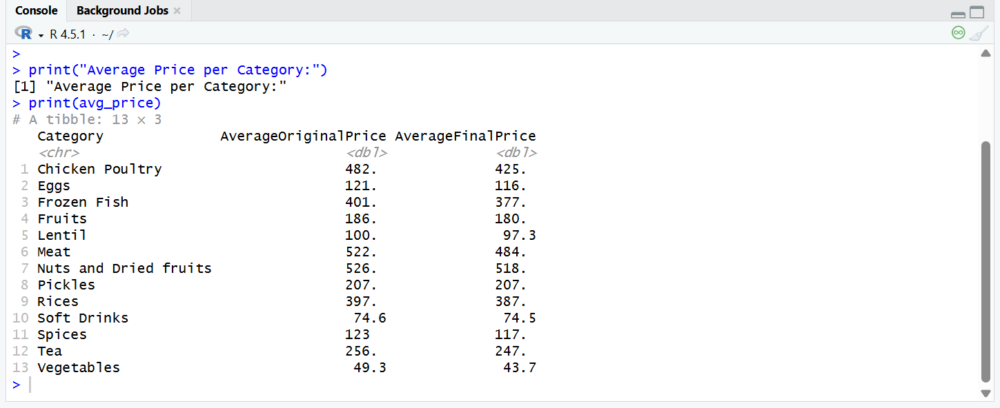 Console Background Jobs ×
R R 4.5.1 · ~/
>
> print("Average Price per Category:")
[1] "Average Price per Category:"
> print(avg_price)
# A tibble: 13 × 3
Category AverageOriginalPrice AverageFinalPrice
<chr> <dbl> <dbl>
1 Chicken Poultry 482. 425.
2 Eggs 121. 116.
3 Frozen Fish 401. 377.
4 Fruits 186. 180.
5 Lentil 100. 97.3
6 Meat 522. 484.
7 Nuts and Dried fruits 526. 518.
8 Pickles 207. 207.
9 Rices 397. 387.
10 Soft Drinks 74.6 74.5
11 Spices 123 117.
12 Tea 256. 247.
13 Vegetables 49.3 43.7
>